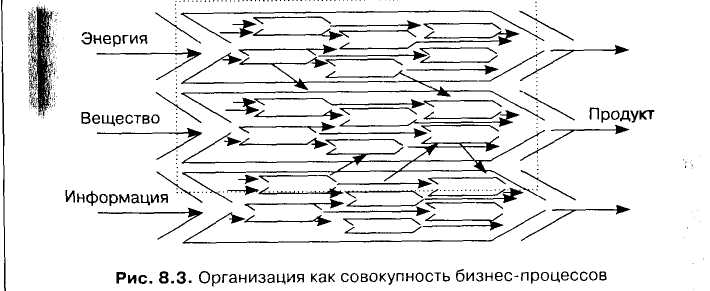 Энергия
Вещество
Продукт
Информация
Рис. 8.3. Организация как совокупность бизнес-процессов